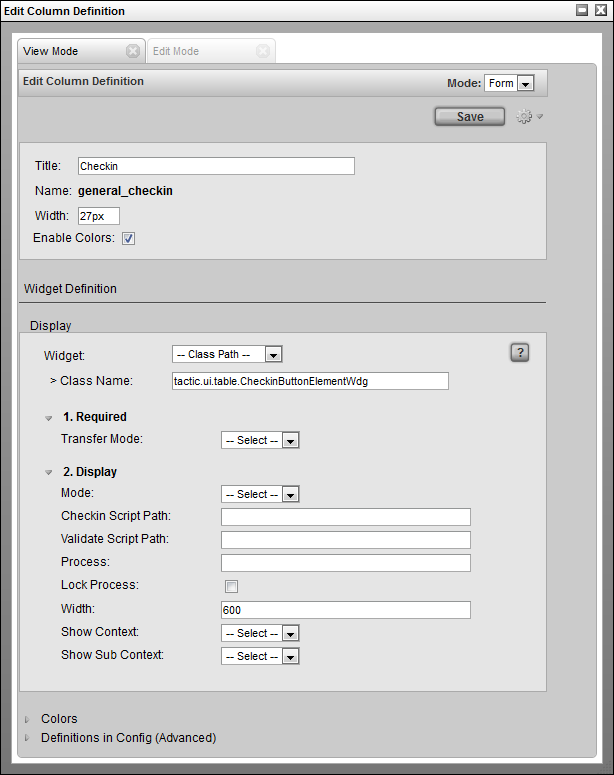 Edit Column Definition
View Mode
Edit Mode
Edit Column Definition
Mode: Form
Save
Title: Checkin
Name: general_checkin
Width: 27px
Enable Colors:
Widget Definition
Display
Widget: -- Class Path -- ?
> Class Name: tactic.ui.table.CheckinButtonElementWdg
1. Required
Transfer Mode: -- Select --
2. Display
Mode: -- Select --
Checkin Script Path:
Validate Script Path:
Process:
Lock Process:
Width: 600
Show Context: -- Select --
Show Sub Context: -- Select --
Colors
Definitions in Config (Advanced)